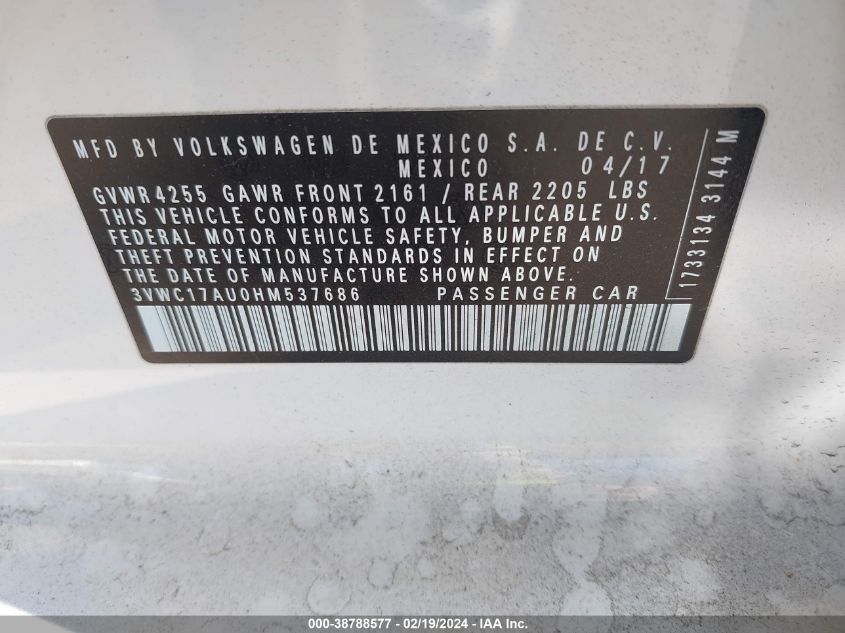 MFD BY VOLKSWAGEN DE MEXICO S.A. DE C.V.
MEXICO 04/17
GVWR 4255 GAWR FRONT 2161 / REAR 2205 LBS
THIS VEHICLE CONFORMS TO ALL APPLICABLE U.S.
FEDERAL MOTOR VEHICLE SAFETY, BUMPER AND
THEFT PREVENTION STANDARDS IN EFFECT ON
THE DATE OF MANUFACTURE SHOWN ABOVE.
3VWC17AU0HM537686 PASSENGER CAR
1733134 3144 M
000-38788577 - 02/19/2024 - IAA Inc.